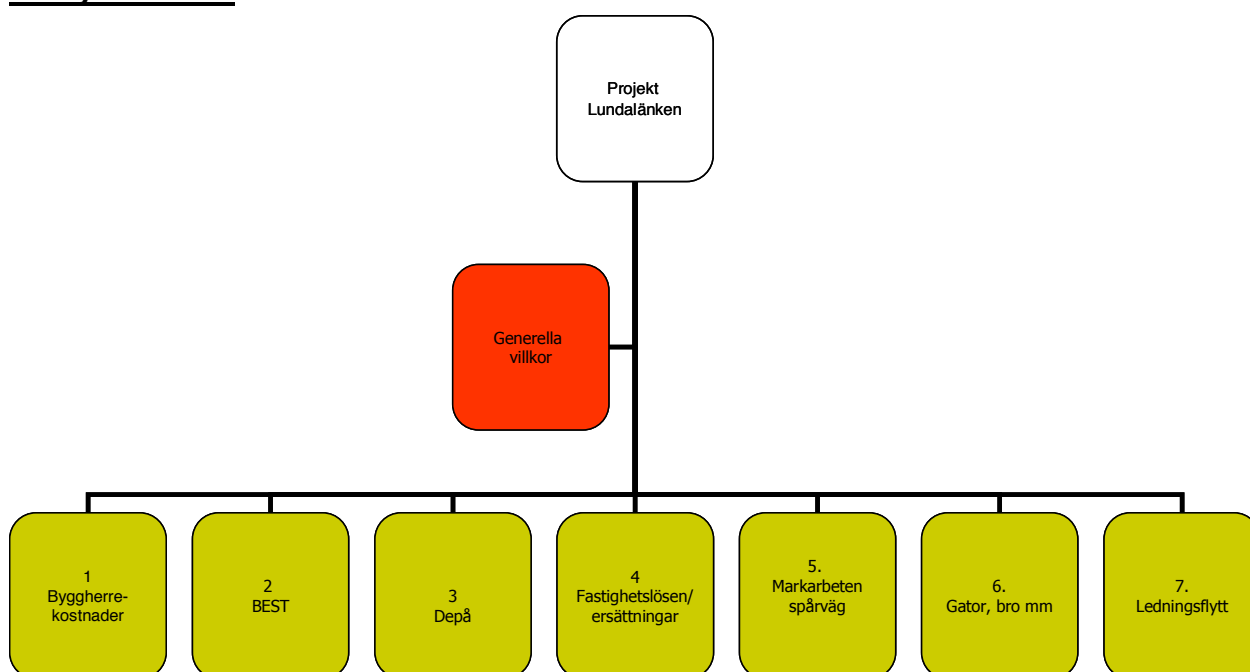 Projekt
Lundalänken
Generella
villkor
1
Byggherre-
kostnader
2
BEST
3
Depå
4
Fastighetslösen/
ersättningar
5.
Markarbeten
spårväg
6.
Gator, bro mm
7.
Ledningsflytt